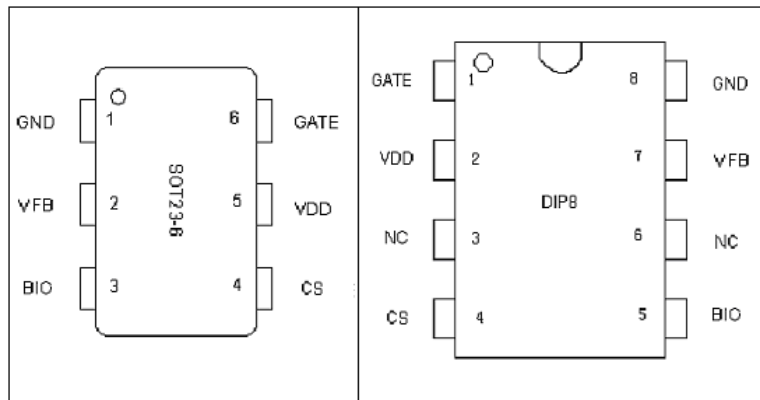 GND 1 6 GATE
VFB 2 5 VDD
BIO 3 4 CS
SOT23-6
GATE 1 8 GND
VDD 2 7 VFB
DIP8
NC 3 6 NC
CS 4 5 BIO